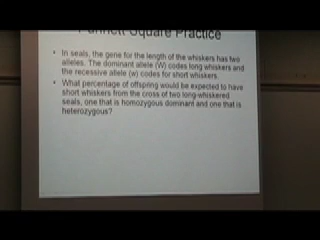 Punnett Square Practice
• In seals, the gene for the length of the whiskers has two
alleles. The dominant allele (W) codes long whiskers and
the recessive allele (w) codes for short whiskers.
• What percentage of offspring would be expected to have
short whiskers from the cross of two long-whiskered
seals, one that is homozygous dominant and one that is
heterozygous?